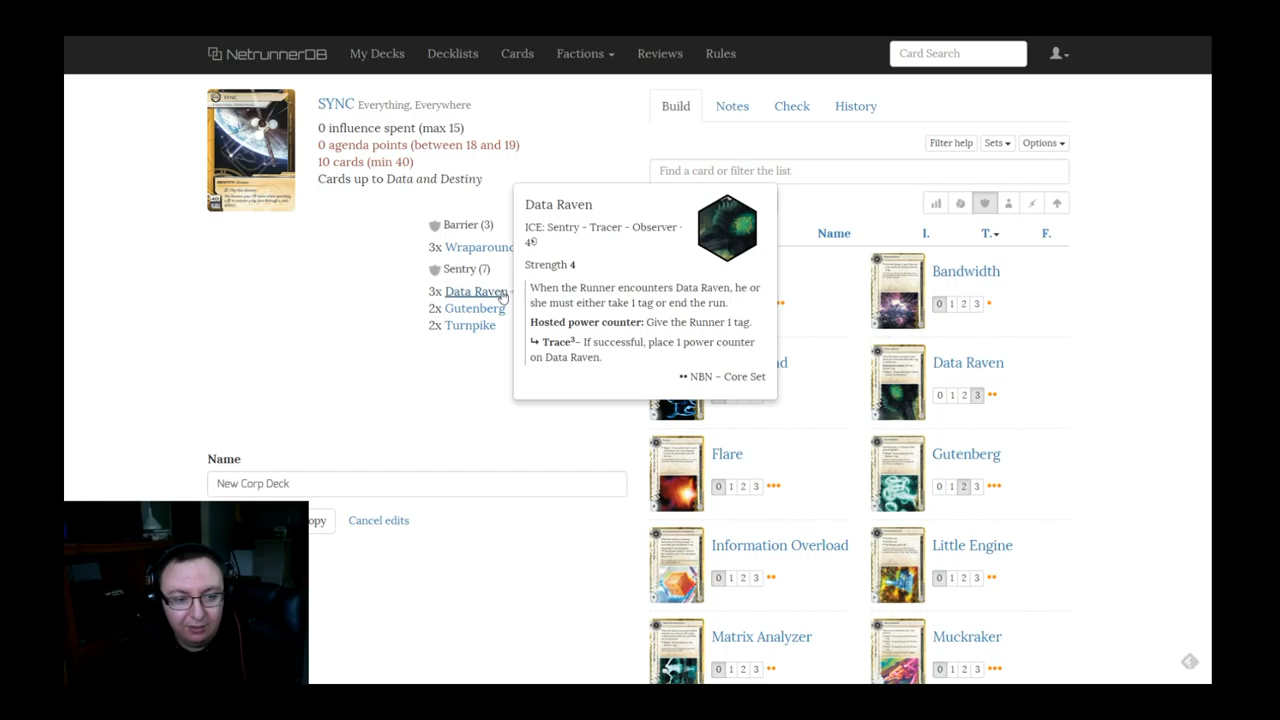 NETRUNNERDB My Decks Decklists Cards Factions Reviews Rules Card Search
SYNC Everything, Everywhere
0 influence spent (max 15)
0 agenda points (between 18 and 19)
10 cards (min 40)
Cards up to Data and Destiny
Barrier (3)
3x Wraparound
Sentry (7)
3x Data Raven
2x Gutenberg
2x Turnpike
Name
New Corp Deck
opy Cancel edits
Build Notes Check History
Filter help Sets Options
Find a card or filter the list
Name I. T. F.
Data Raven
ICE: Sentry - Tracer - Observer ·
4
Strength 4
When the Runner encounters Data Raven, he or
she must either take 1 tag or end the run.
Hosted power counter: Give the Runner 1 tag.
Trace3– If successful, place 1 power counter
on Data Raven.
•• NBN – Core Set
Bandwidth
0 1 2 3
Data Raven
0 1 2 3
Flare
0 1 2 3
Gutenberg
0 1 2 3
Information Overload
0 1 2 3
0 1 2 3
Matrix Analyzer
0 1 2 3
Muckraker
0 1 2 3